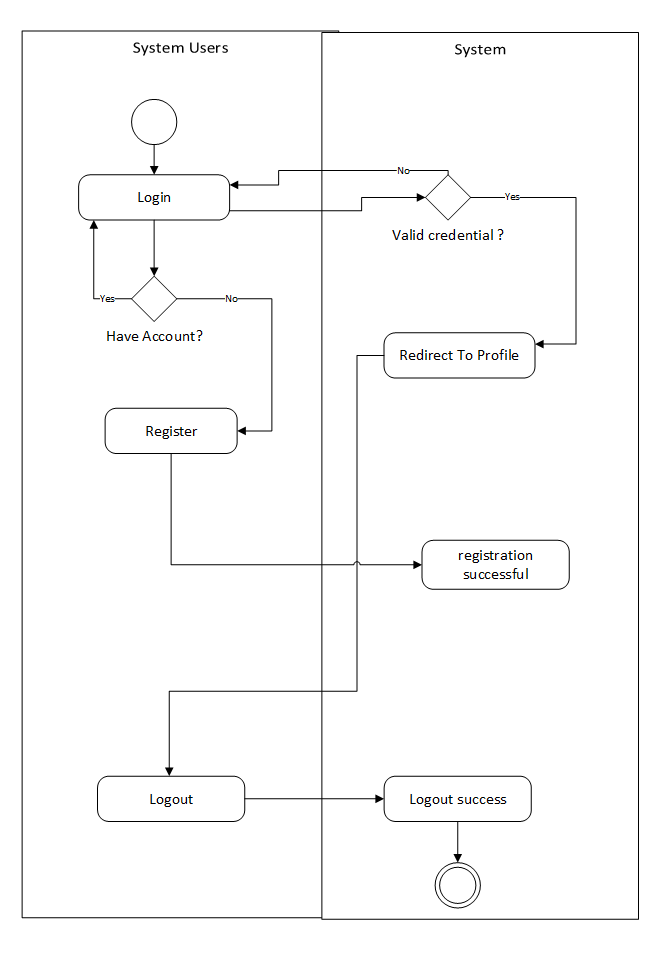 System Users
System
No
Login
Yes
Valid credential ?
Yes
No
Have Account?
Redirect To Profile
Register
registration
successful
Logout
Logout success